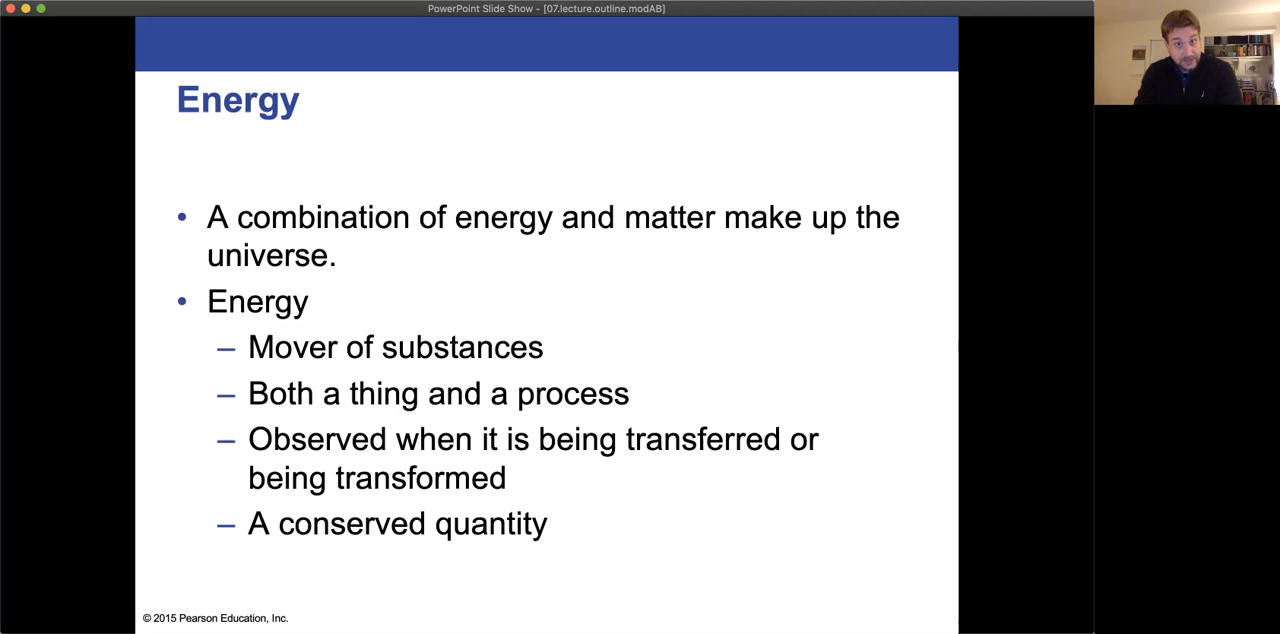 PowerPoint Slide Show - [07.lecture.outline.modAB]
Energy
• A combination of energy and matter make up the
universe.
• Energy
– Mover of substances
– Both a thing and a process
– Observed when it is being transferred or
being transformed
– A conserved quantity
© 2015 Pearson Education, Inc.